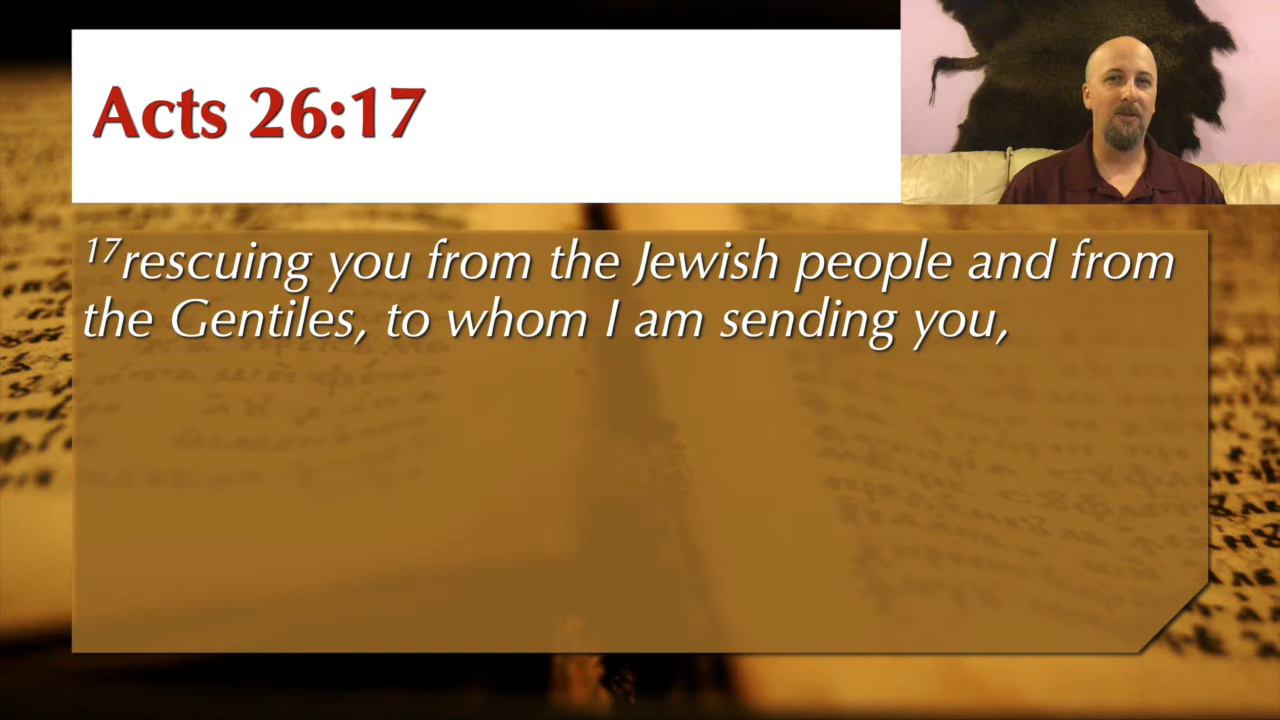 Acts 26:17
17rescuing you from the Jewish people and from
the Gentiles, to whom I am sending you,